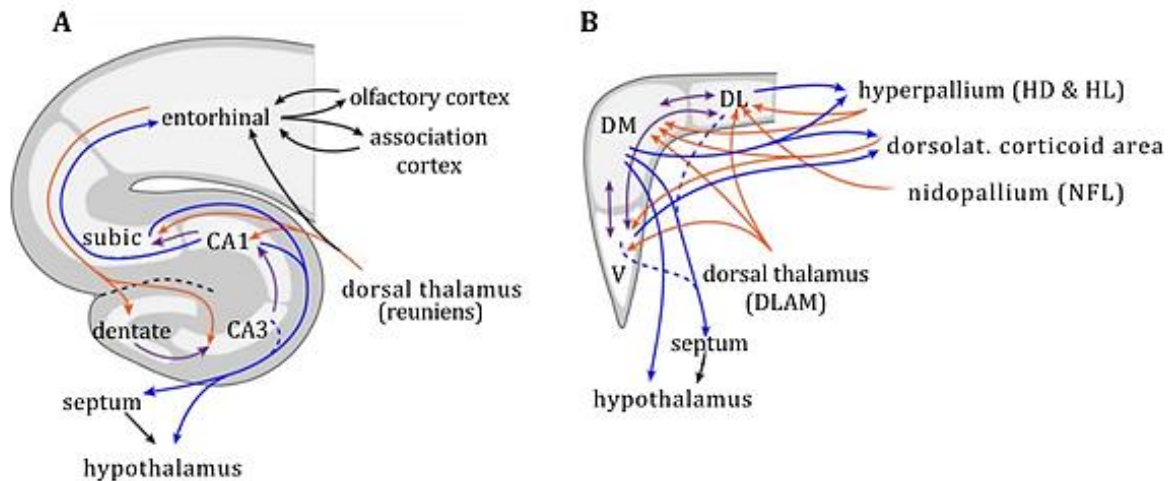 A
entorhinal
olfactory cortex
association
cortex
subic
CA1
dorsal thalamus
(reuniens)
dentate
CA3
septum
hypothalamus
B
DL
hyperpallium (HD & HL)
DM
dorsolat. corticoid area
nidopallium (NFL)
V
dorsal thalamus
(DLAM)
septum
hypothalamus